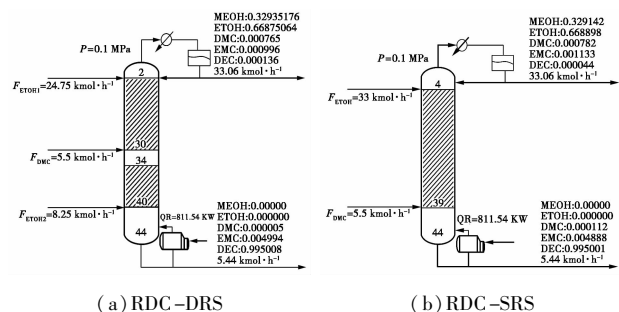 MEOH:0.32935176
ETOH:0.66875064
DMC:0.000765
EMC:0.000996
DEC:0.000136
33.06 kmol·h⁻¹
P=0.1 MPa
2
F_ETOH1=24.75 kmol·h⁻¹
30
F_DMC=5.5 kmol·h⁻¹
34
40
F_ETOH2=8.25 kmol·h⁻¹
QR=811.54 KW
44
MEOH:0.00000
ETOH:0.000000
DMC:0.000005
EMC:0.004994
DEC:0.995008
5.44 kmol·h⁻¹
(a)RDC-DRS
MEOH:0.329142
ETOH:0.668898
DMC:0.000782
EMC:0.001133
DEC:0.000044
33.06 kmol·h⁻¹
P=0.1 MPa
4
F_ETOH=33 kmol·h⁻¹
39
F_DMC=5.5 kmol·h⁻¹
QR=811.54 KW
44
MEOH:0.00000
ETOH:0.000000
DMC:0.000112
EMC:0.004888
DEC:0.995001
5.44 kmol·h⁻¹
(b)RDC-SRS